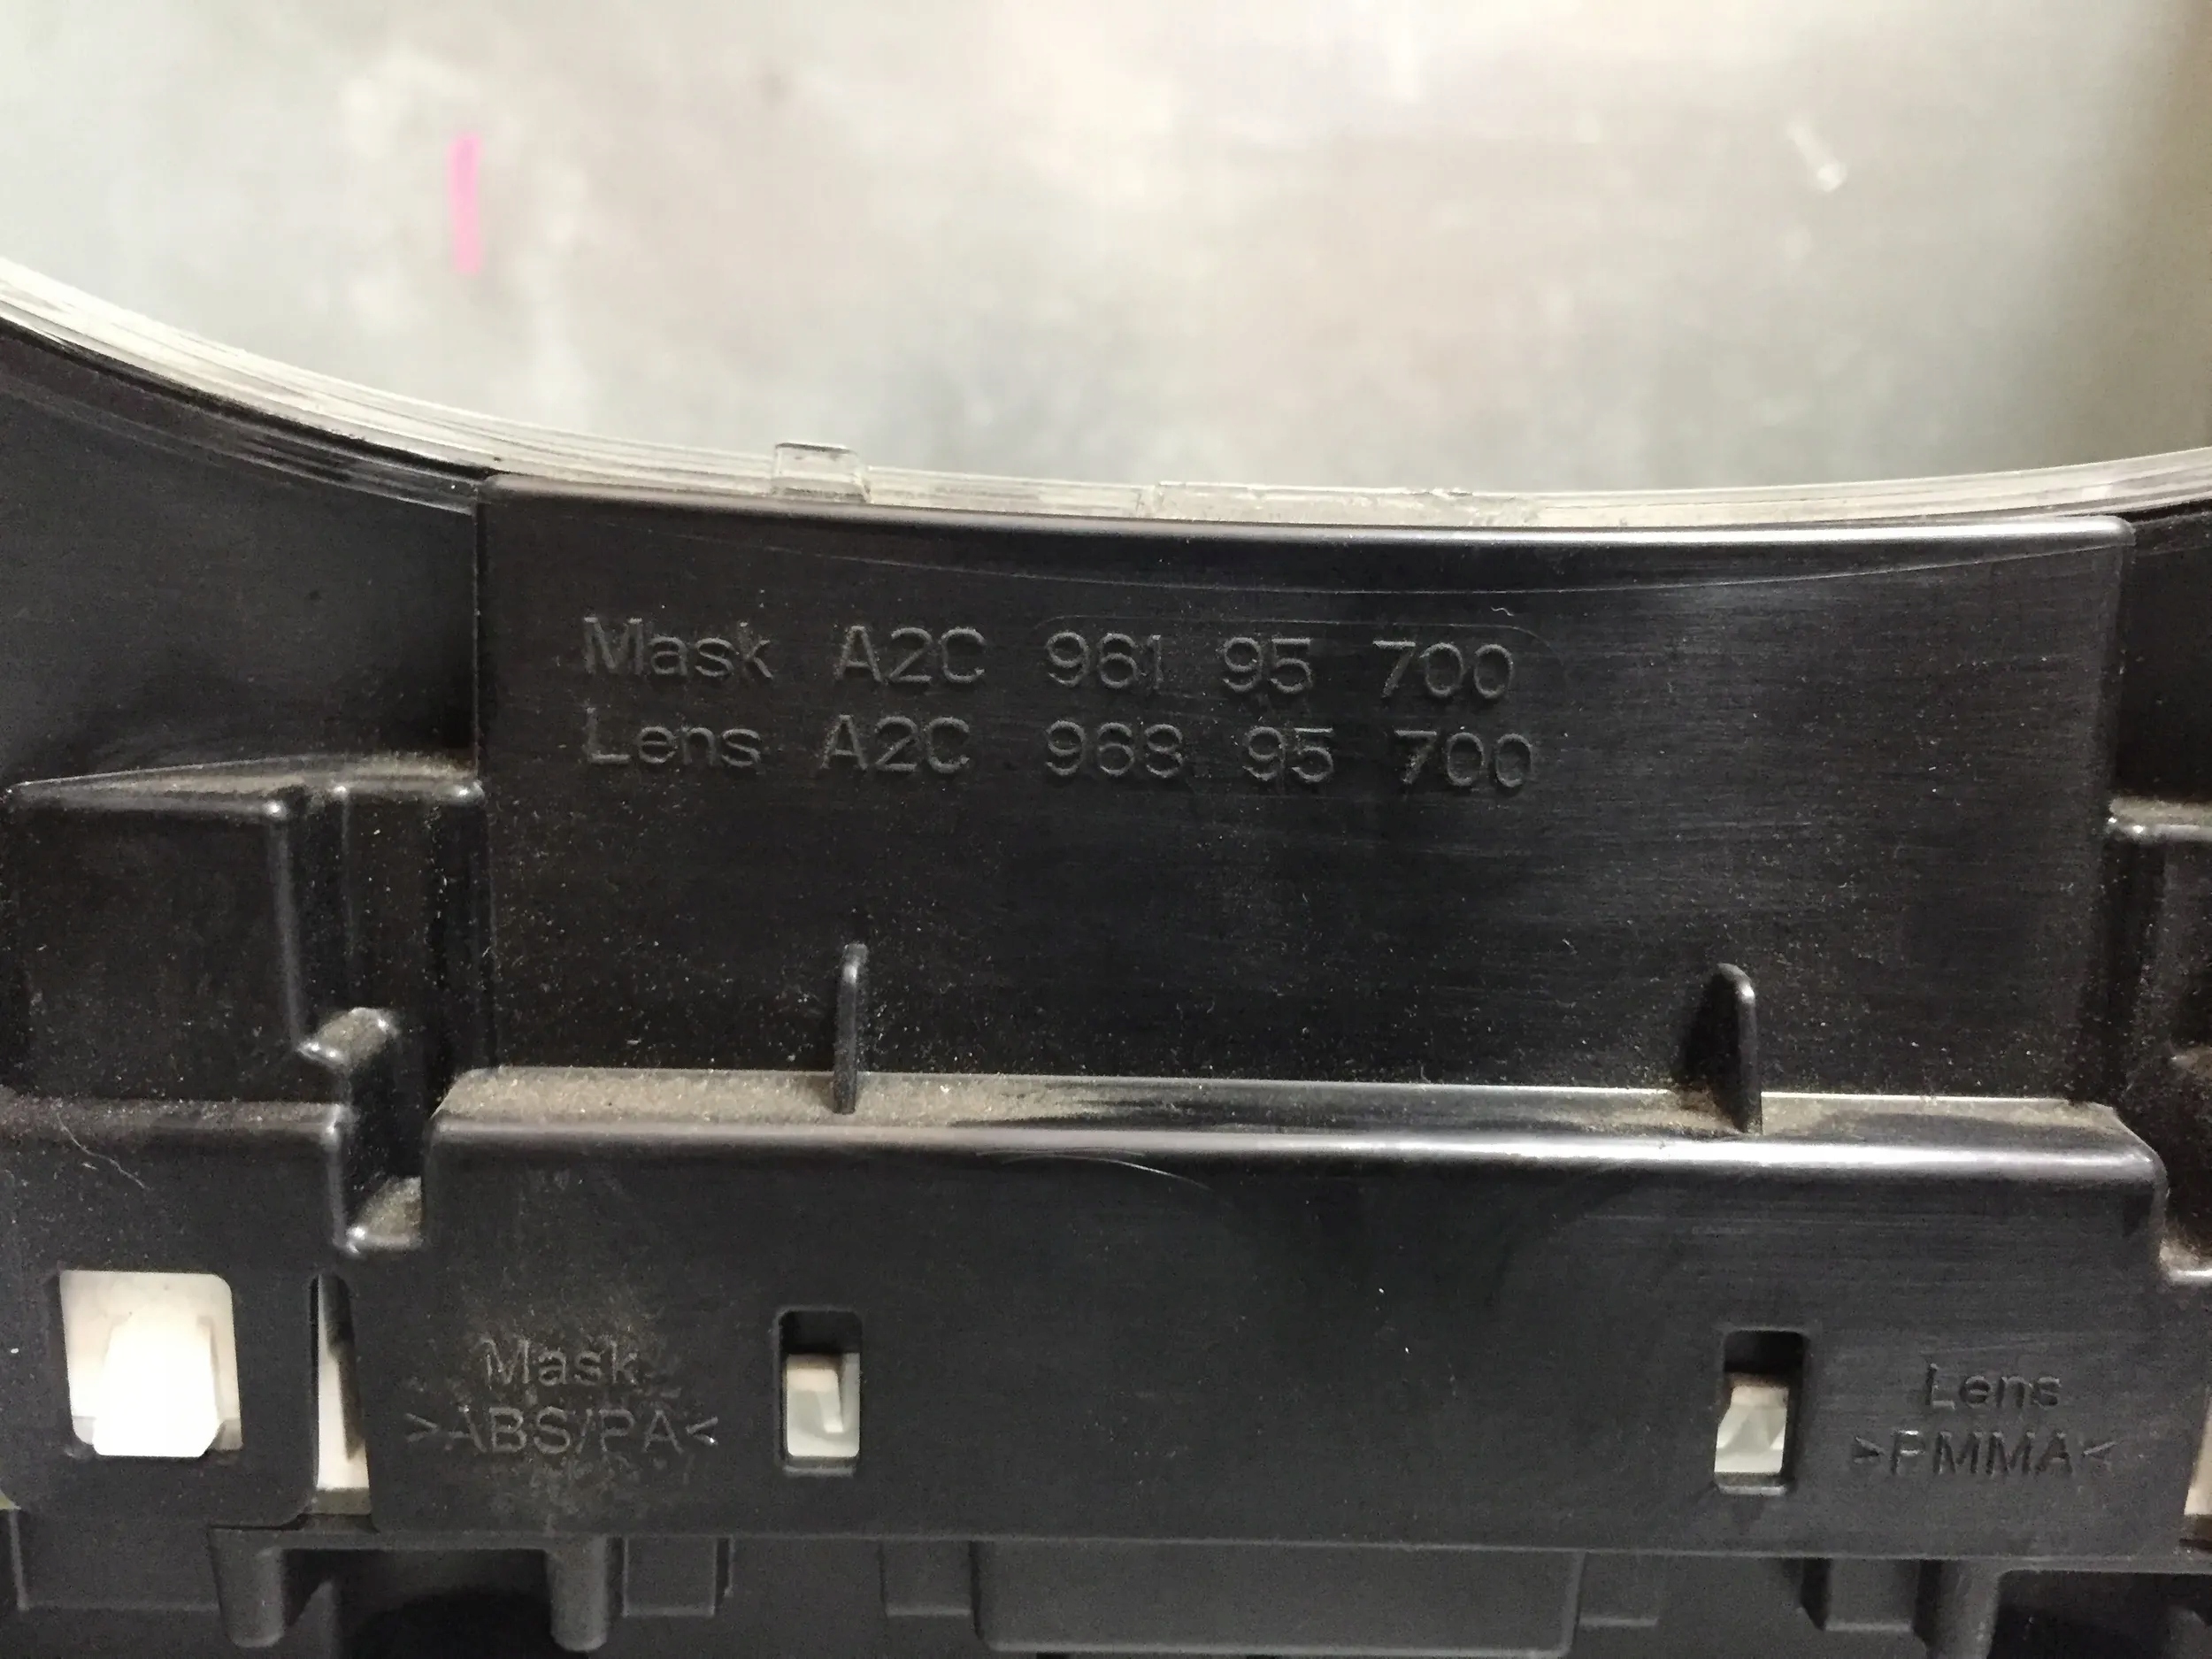 Mask A2C 961 95 700
Lens A2C 968 95 700
Mask
>ABS/PA<
Lens
>PMMA<